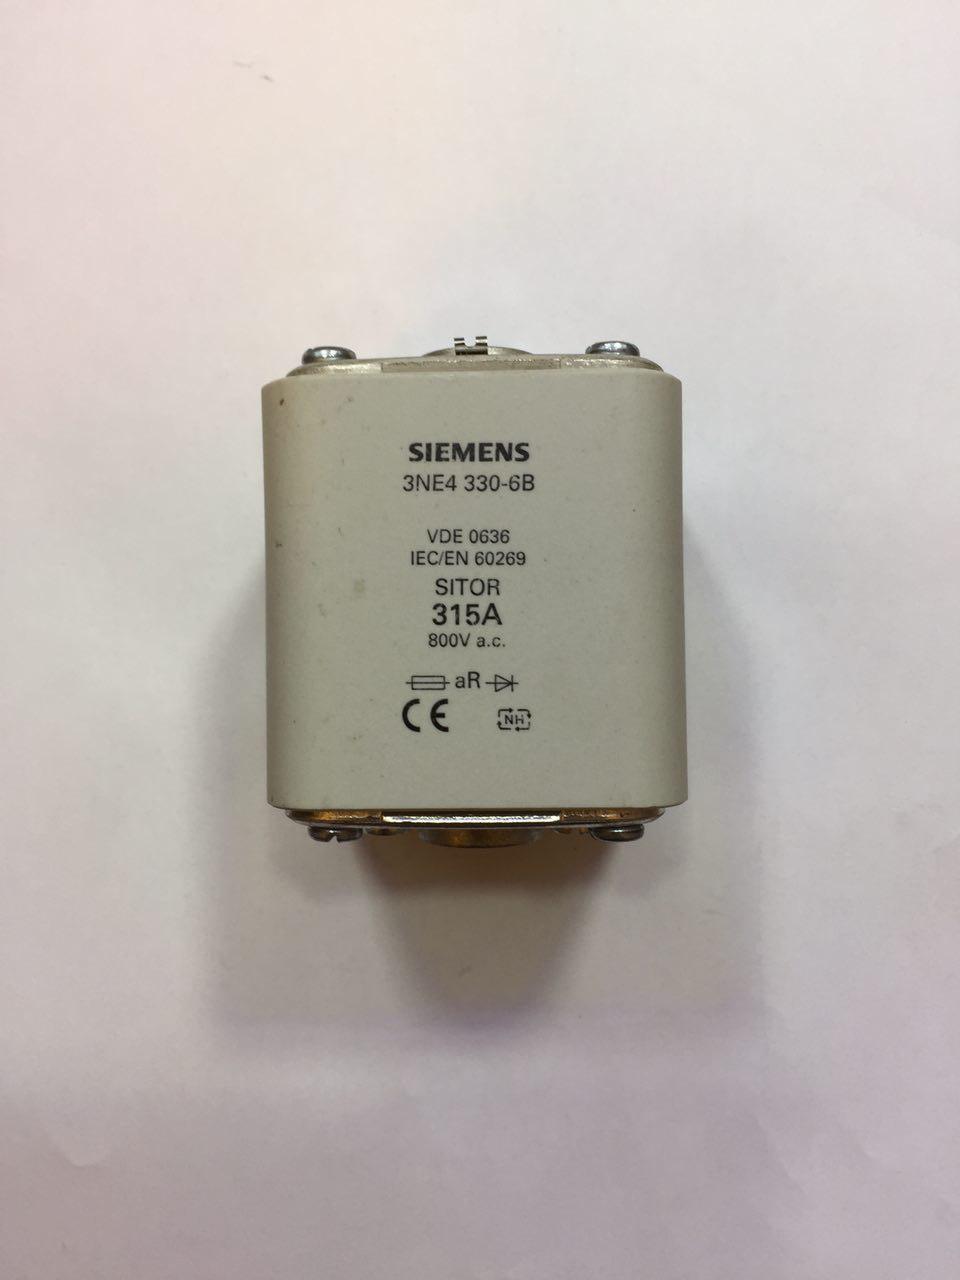 SIEMENS
3NE4 330-6B
VDE 0636
IEC/EN 60269
SITOR
315A
800V a.c.
aR
CE
NH